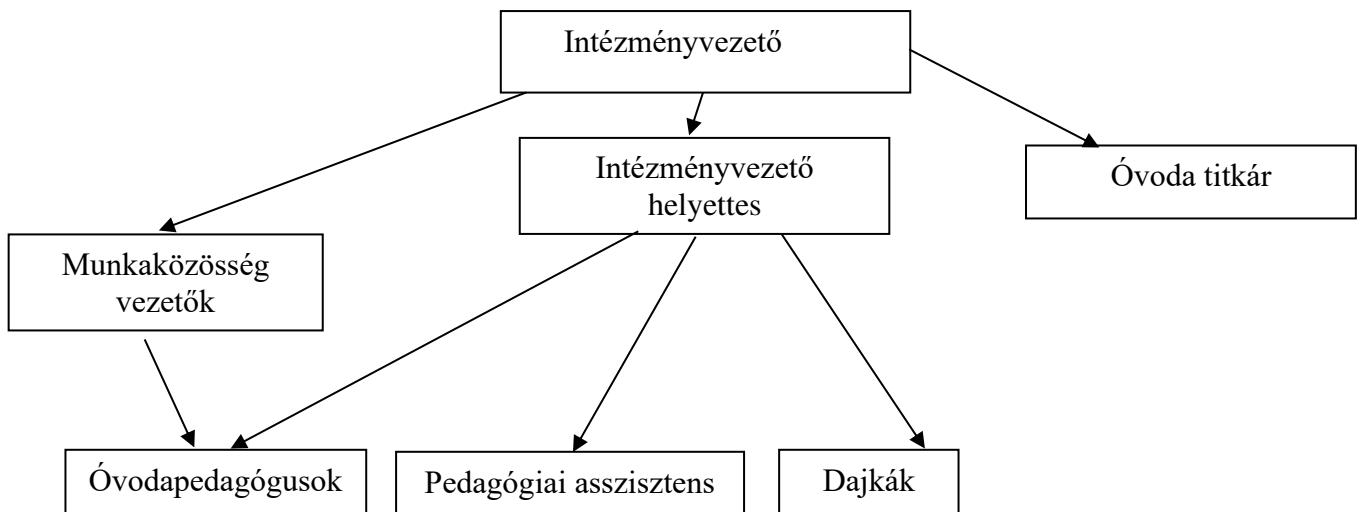 Intézményvezető
Intézményvezető
helyettes
Óvoda titkár
Munkaközösség
vezetők
Óvodapedagógusok
Pedagógiai asszisztens
Dajkák